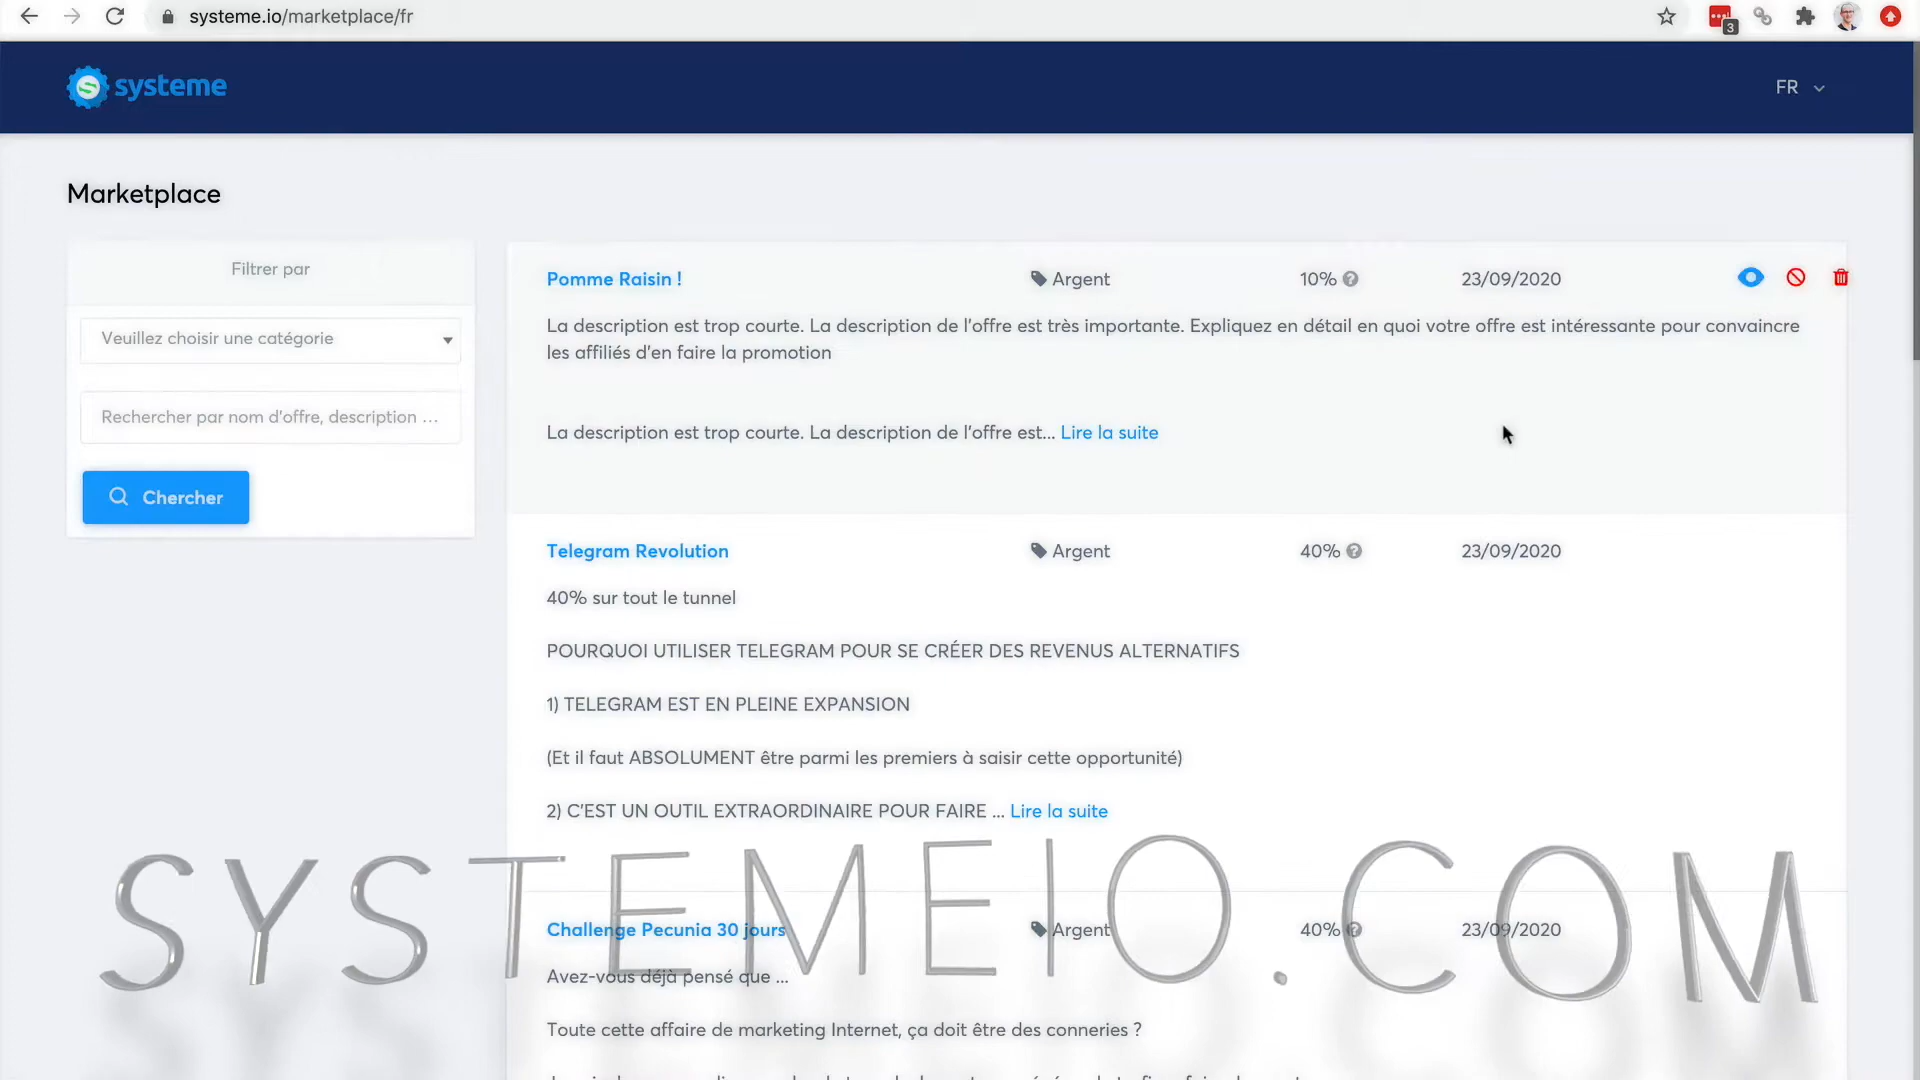 systeme.io/marketplace/fr
3
systeme
FR
Marketplace
Filtrer par
Veuillez choisir une catégorie
Rechercher par nom d'offre, description ...
Chercher
Pomme Raisin !
Argent
10%
23/09/2020
La description est trop courte. La description de l'offre est très importante. Expliquez en détail en quoi votre offre est intéressante pour convaincre
les affiliés d'en faire la promotion
La description est trop courte. La description de l'offre est... Lire la suite
Telegram Revolution
Argent
40%
23/09/2020
40% sur tout le tunnel
POURQUOI UTILISER TELEGRAM POUR SE CRÉER DES REVENUS ALTERNATIFS
1) TELEGRAM EST EN PLEINE EXPANSION
(Et il faut ABSOLUMENT être parmi les premiers à saisir cette opportunité)
2) C'EST UN OUTIL EXTRAORDINAIRE POUR FAIRE ... Lire la suite
SYSTEMEIO.COM
Challenge Pecunia 30 jours
Argent
40%
23/09/2020
Avez-vous déjà pensé que ...
Toute cette affaire de marketing Internet, ça doit être des conneries ?